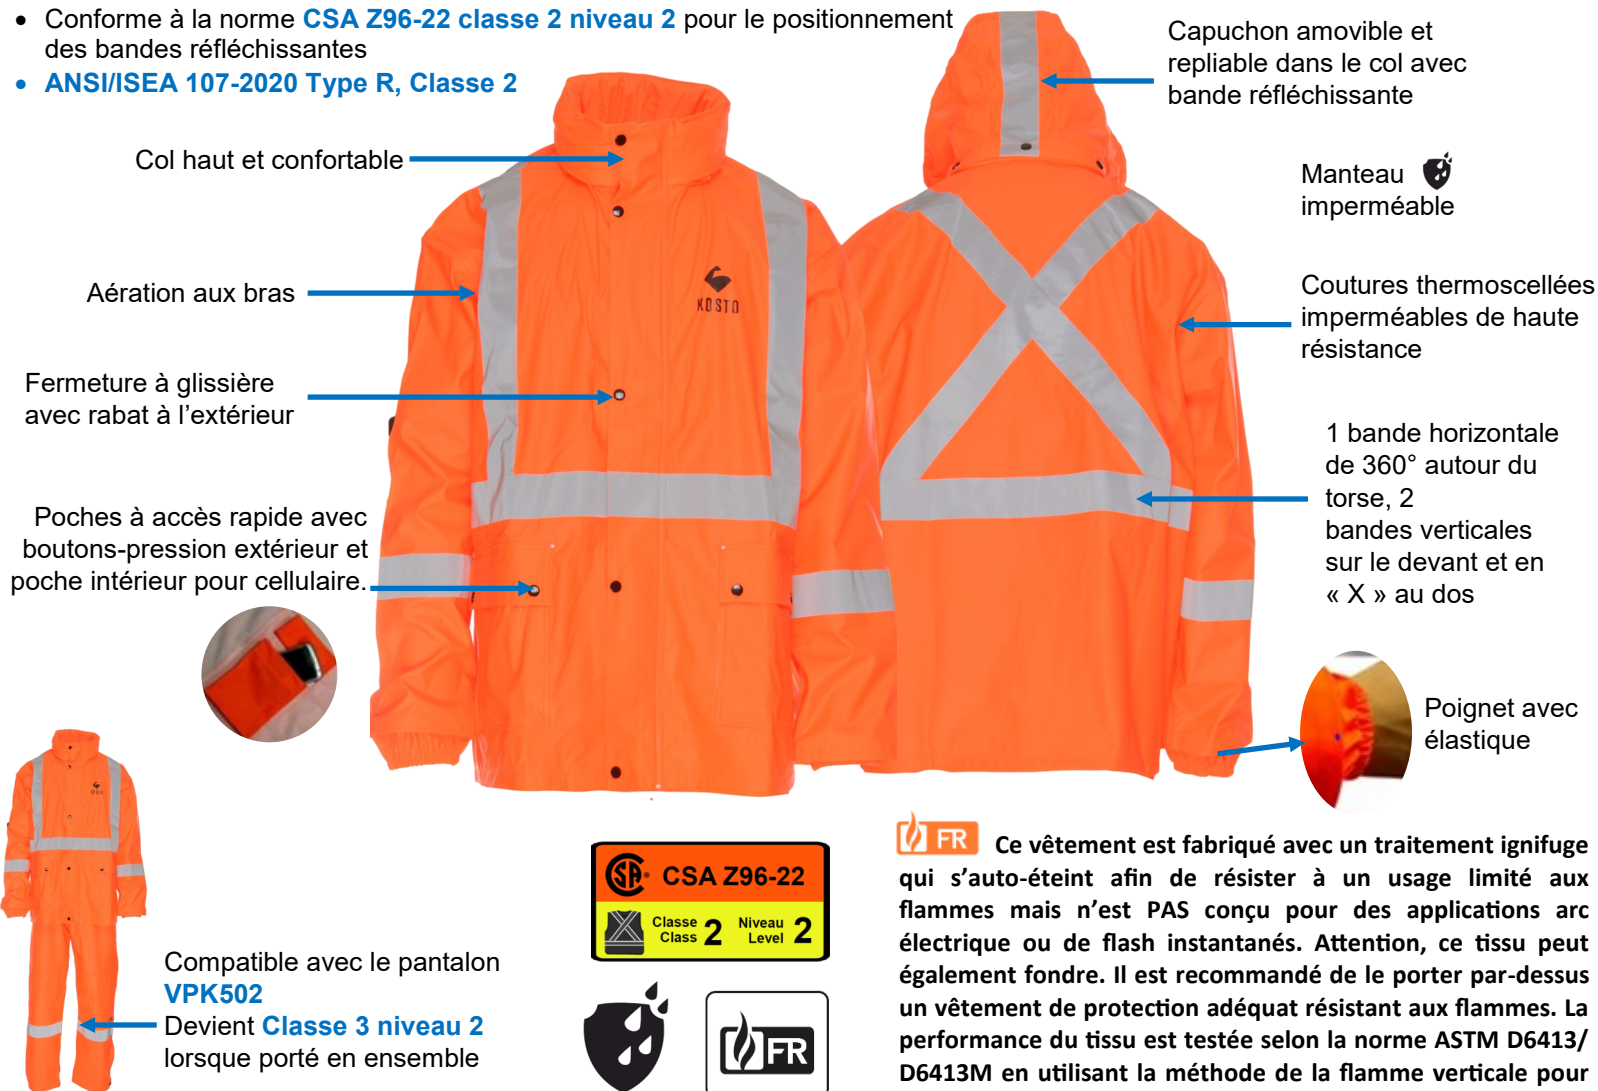 • Conforme à la norme CSA Z96-22 classe 2 niveau 2 pour le positionnement
des bandes réfléchissantes
• ANSI/ISEA 107-2020 Type R, Classe 2
Capuchon amovible et
repliable dans le col avec
bande réfléchissante
Col haut et confortable
Manteau
imperméable
Aération aux bras
KOSTO
Coutures thermoscellées
imperméables de haute
résistance
Fermeture à glissière
avec rabat à l'extérieur
1 bande horizontale
de 360° autour du
torse, 2
bandes verticales
sur le devant et en
« X » au dos
Poches à accès rapide avec
boutons-pression extérieur et
poche intérieur pour cellulaire.
Poignet avec
élastique
KOSTO
Compatible avec le pantalon
VPK502
Devient Classe 3 niveau 2
lorsque porté en ensemble
CSA Z96-22
Classe
Class 2
Niveau
Level 2
FR
FR Ce vêtement est fabriqué avec un traitement ignifuge
qui s'auto-éteint afin de résister à un usage limité aux
flammes mais n'est PAS conçu pour des applications arc
électrique ou de flash instantanés. Attention, ce tissu peut
également fondre. Il est recommandé de le porter par-dessus
un vêtement de protection adéquat résistant aux flammes. La
performance du tissu est testée selon la norme ASTM D6413/
D6413M en utilisant la méthode de la flamme verticale pour